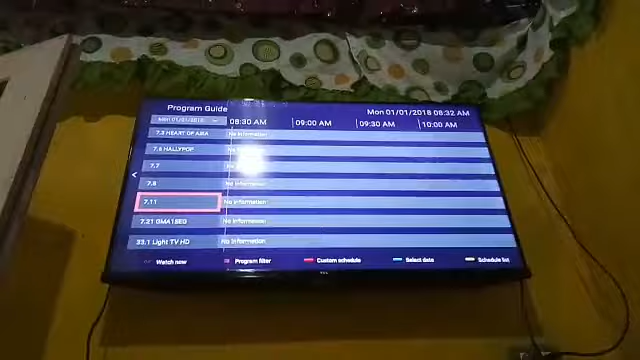 Program Guide
Mon 01/01/2018 08:32 AM
Mon 01/01/2018
08:30 AM
09:00 AM
09:30 AM
10:00 AM
7.3 HEART OF ASIA
No information
7.6 HALLYPOP
No
7.7
No
7.8
No information
7.11
No information
7.21 GMA1SEG
No information
33.1 Light TV HD
No information
Watch now
Program filter
Custom schedule
Select date
Schedule list
TCL